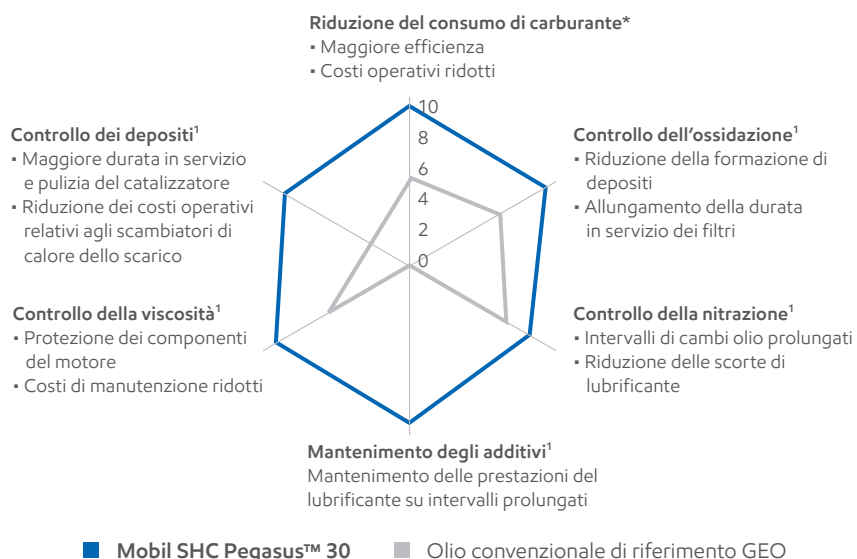 Riduzione del consumo di carburante*
▪ Maggiore efficienza
▪ Costi operativi ridotti
Controllo dei depositi¹
▪ Maggiore durata in servizio
e pulizia del catalizzatore
▪ Riduzione dei costi operativi
relativi agli scambiatori di
calore dello scarico
10
8
6
4
2
0
Controllo dell'ossidazione¹
▪ Riduzione della formazione di
depositi
▪ Allungamento della durata
in servizio dei filtri
Controllo della viscosità¹
▪ Protezione dei componenti
del motore
▪ Costi di manutenzione ridotti
Controllo della nitrazione¹
▪ Intervalli di cambi olio prolungati
▪ Riduzione delle scorte di
lubrificante
Mantenimento degli additivi¹
Mantenimento delle prestazioni del
lubrificante su intervalli prolungati
Mobil SHC Pegasus™ 30
Olio convenzionale di riferimento GEO